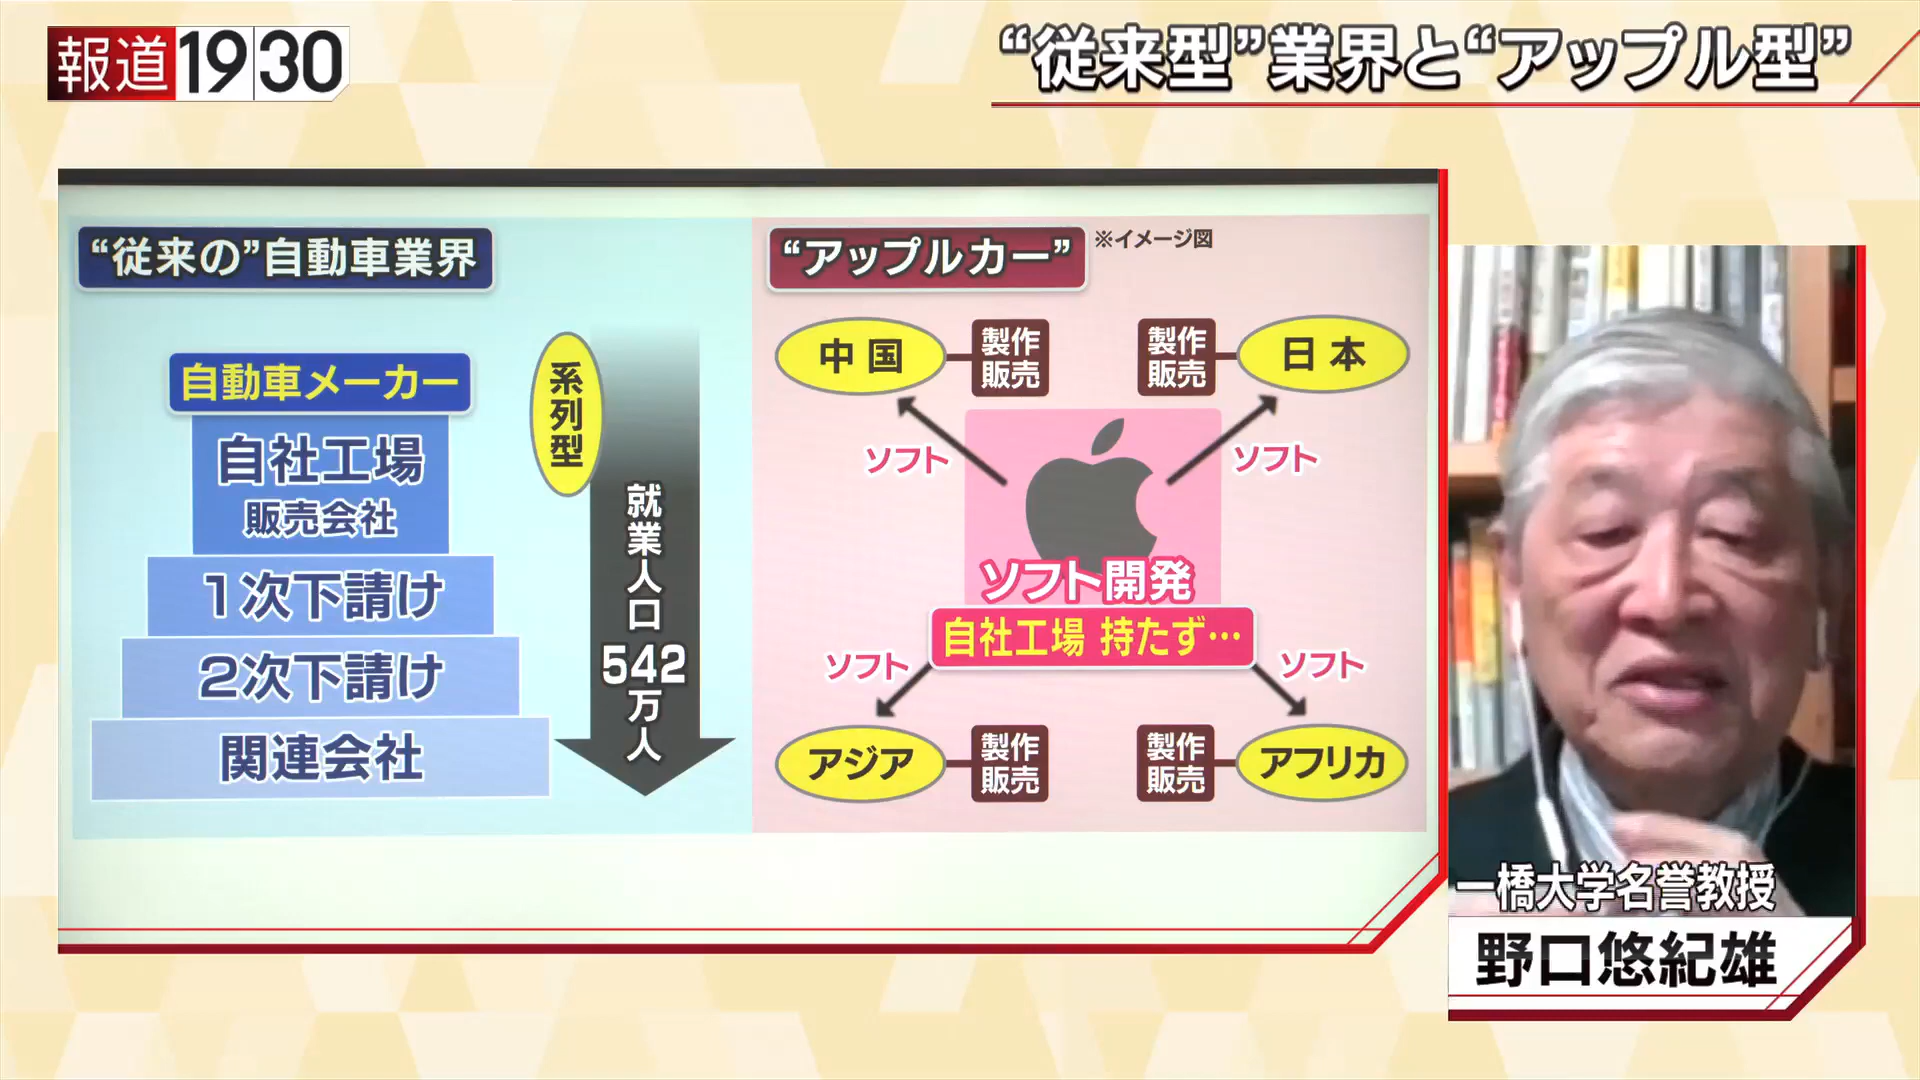 報道19 30
“従来型”業界と“アップル型”
“従来の”自動車業界
自動車メーカー
自社工場
販売会社
1次下請け
2次下請け
関連会社
系列型
就業人口
542
万人
“アップルカー”
※イメージ図
中国
製作
販売
製作
販売
日本
ソフト
ソフト
ソフト開発
自社工場 持たず…
ソフト
ソフト
アジア
製作
販売
製作
販売
アフリカ
一橋大学名誉教授
野口悠紀雄